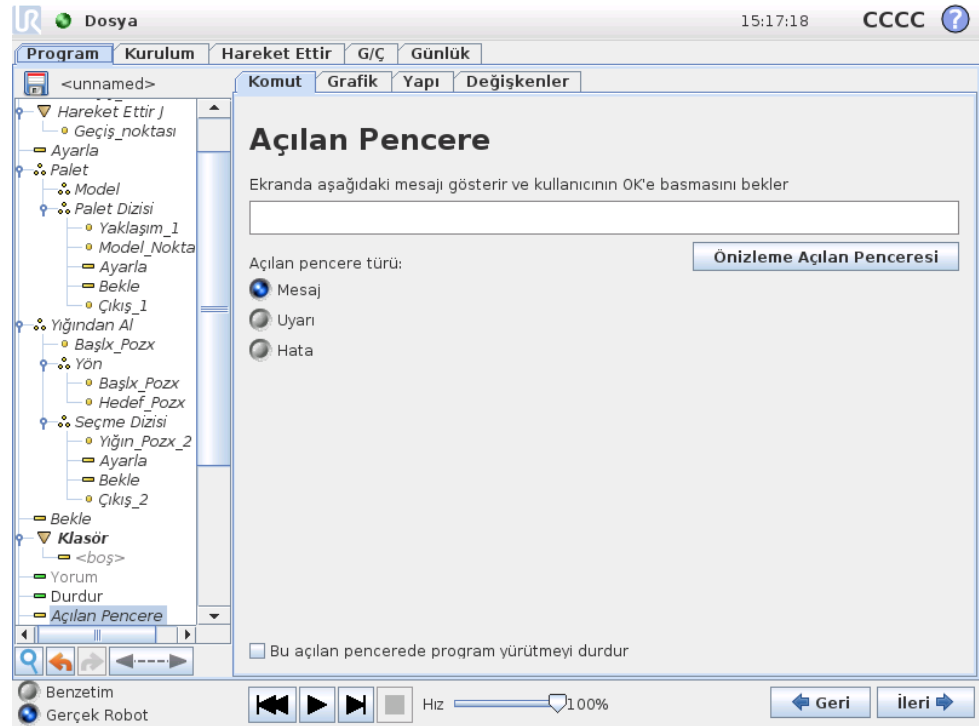 UR Dosya 15:17:18 CCCC ?
Program Kurulum Hareket Ettir G/Ç Günlük
<unnamed> Komut Grafik Yapı Değişkenler
Hareket Ettir J
Geçiş_noktası
Ayarla
Palet
Model
Palet Dizisi
Yaklaşım_1
Model_Nokta
Ayarla
Bekle
Çıkış_1
Yığından Al
Başlx_Pozx
Yön
Başlx_Pozx
Hedef_Pozx
Seçme Dizisi
Yığın_Pozx_2
Ayarla
Bekle
Çıkış_2
Bekle
Klasör
<boş>
Yorum
Durdur
Açılan Pencere
Açılan Pencere
Ekranda aşağıdaki mesajı gösterir ve kullanıcının OK'e basmasını bekler
Önizleme Açılan Penceresi
Açılan pencere türü:
Mesaj
Uyarı
Hata
Bu açılan pencerede program yürütmeyi durdur
Benzetim
Gerçek Robot
Hız 100%
Geri İleri